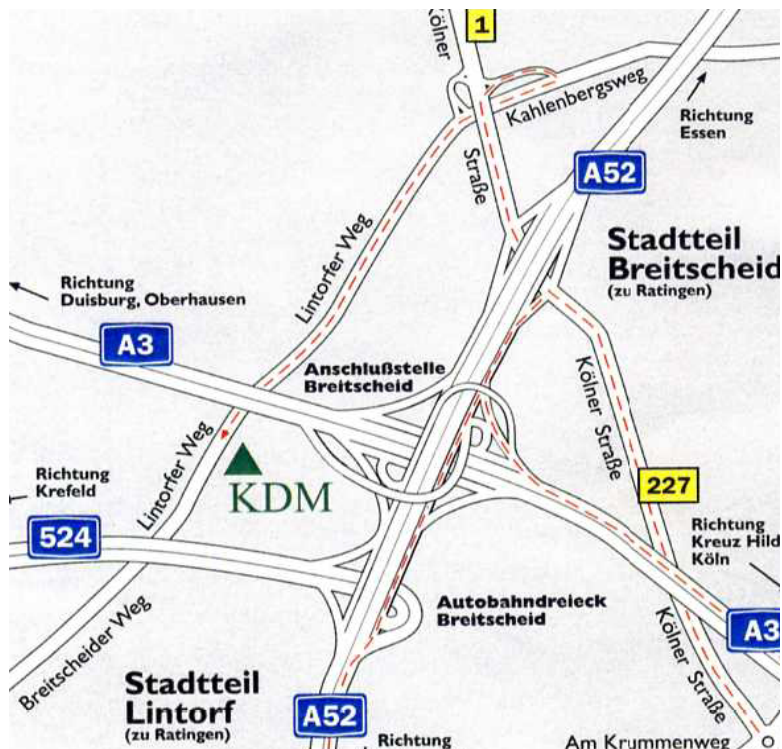 Kölner
1
Kahlenbergsweg
Richtung
Essen
Straße
A52
Lintorfer Weg
Stadtteil
Breitscheid
(zu Ratingen)
Richtung
Duisburg, Oberhausen
A3
Anschlußstelle
Breitscheid
Kölner Straße
Lintorfer Weg
KDM
Richtung
Krefeld
227
524
Richtung
Kreuz Hild
Köln
Autobahndreieck
Breitscheid
Breitscheider Weg
Kölner Straße
A3
Stadtteil
Lintorf
(zu Ratingen)
A52
Richtung
Am Krummenweg